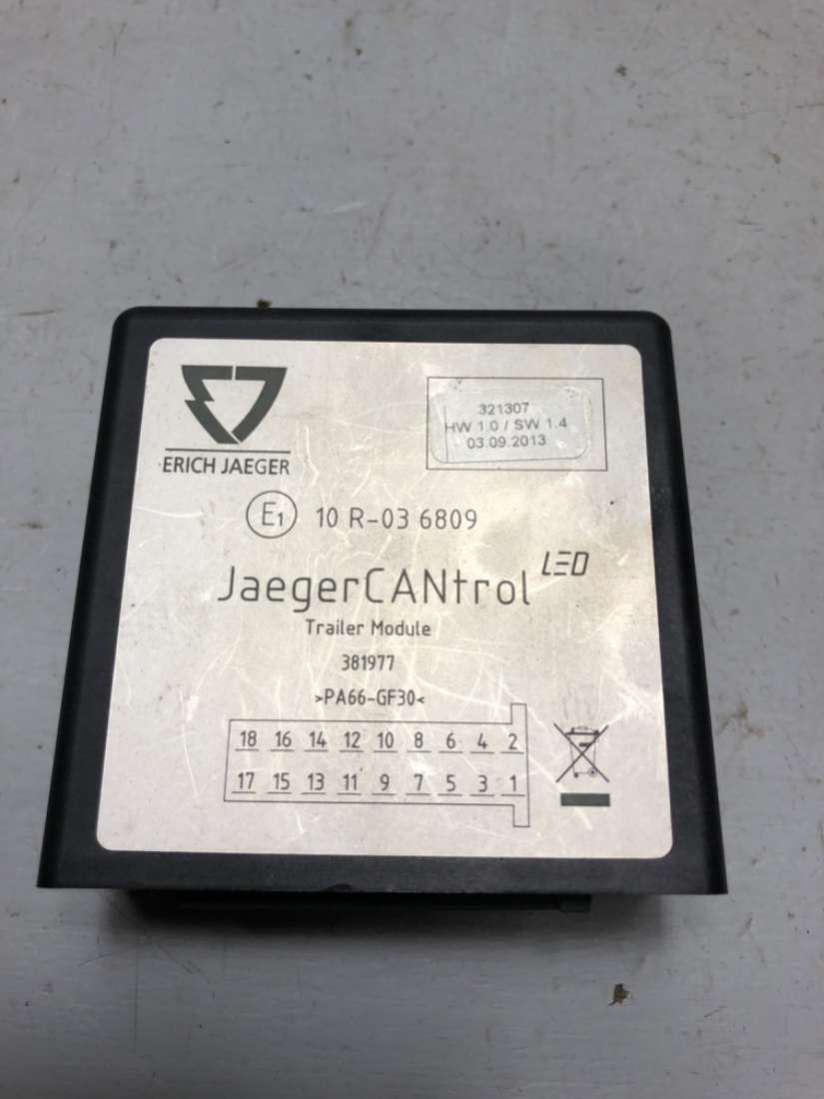 ERICH JAEGER
321307
HW 1.0 / SW 1.4
03.09.2013
E1 10 R-03 6809
JaegerCANtrol LED
Trailer Module
381977
>PA66-GF30<
18 16 14 12 10 8 6 4 2
17 15 13 11 9 7 5 3 1